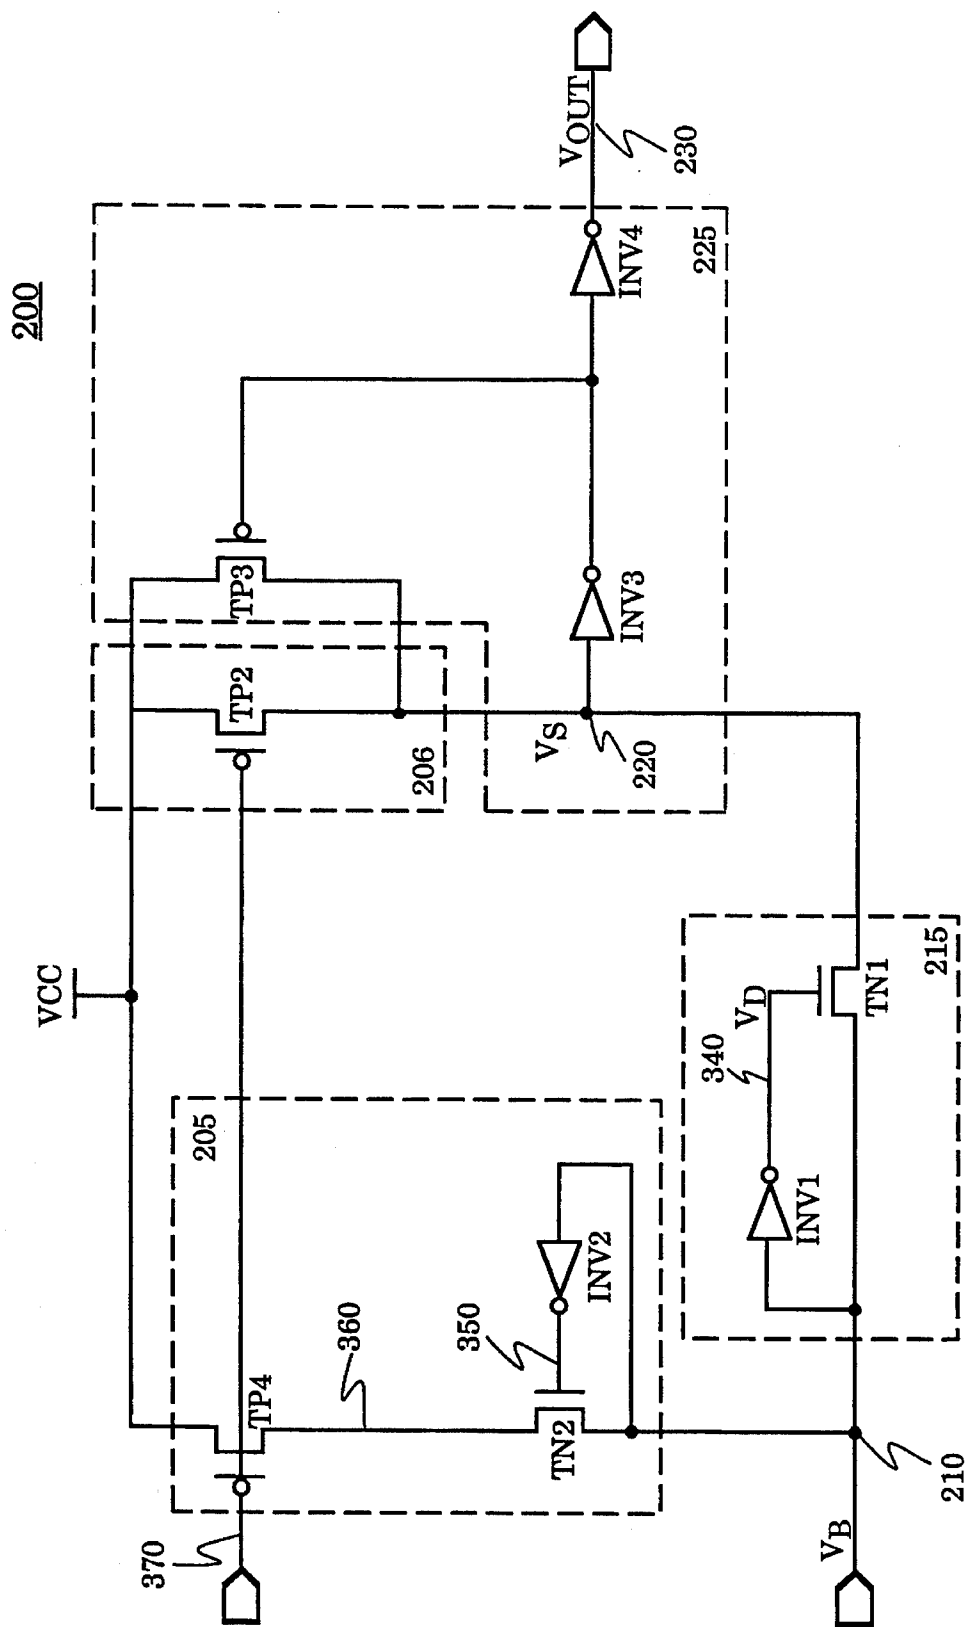 200
VCC
205
TP4
370
360
350
TN2
INV2
206
TP2
TP3
VS
220
INV3
INV4
225
VOUT
230
VB
210
215
340
VD
INV1
TN1